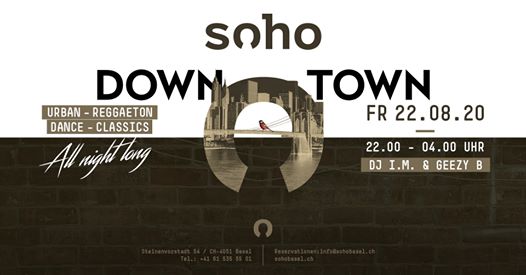 soho
DOWN TOWN
URBAN - REGGAETON
DANCE - CLASSICS
All night long
FR 22.08.20
22.00 - 04.00 UHR
DJ I.M. & GEEZY B
Steinenvorstadt 54 / CH-4051 Basel
Tel.: +41 61 535 55 01
Reservationen:info@sohobasel.ch
sohobasel.ch